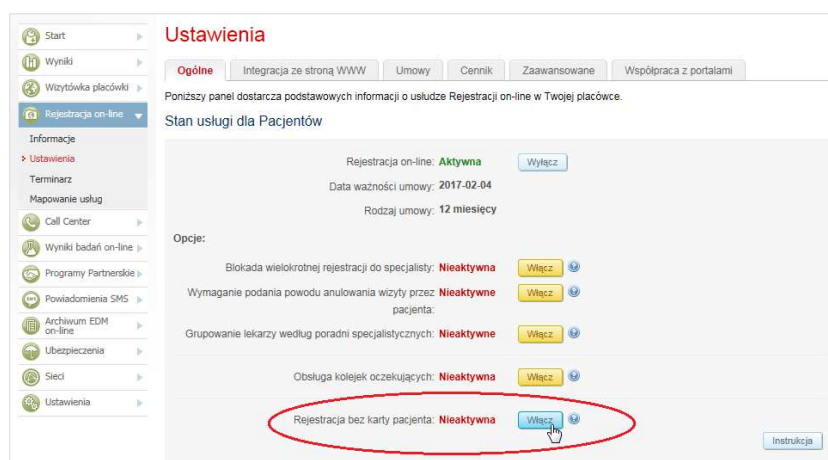 Start
Wyniki
Wizytówka placówki
Rejestracja on-line
Informacje
Ustawienia
Terminarz
Mapowanie usług
Call Center
Wyniki badań on-line
Programy Partnerskie
Powiadomienia SMS
Archiwum EDM
on-line
Ubezpieczenia
Sieci
Ustawienia
Ustawienia
Ogólne Integracja ze stroną WWW Umowy Cennik Zaawansowane Współpraca z portalami
Poniższy panel dostarcza podstawowych informacji o usłudze Rejestracji on-line w Twojej placówce.
Stan usługi dla Pacjentów
Rejestracja on-line: Aktywna Wyłącz
Data ważności umowy: 2017-02-04
Rodzaj umowy: 12 miesięcy
Opcje:
Blokada wielokrotnej rejestracji do specjalisty: Nieaktywna Włącz
Wymaganie podania powodu anulowania wizyty przez Nieaktywne Włącz
pacjenta:
Grupowanie lekarzy według poradni specjalistycznych: Nieaktywne Włącz
Obsługa kolejek oczekujących: Nieaktywna Włącz
Rejestracja bez karty pacjenta: Nieaktywna Włącz
Instrukcja